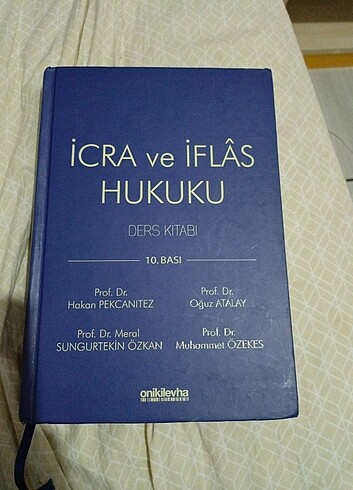 İCRA ve İFLÂS
HUKUKU
DERS KİTABI
10. BASI
Prof. Dr.
Hakan PEKCANITEZ
Prof. Dr.
Oğuz ATALAY
Prof. Dr. Meral
SUNGURTEKİN ÖZKAN
Prof. Dr.
Muhammet ÖZEKES
onikilevha